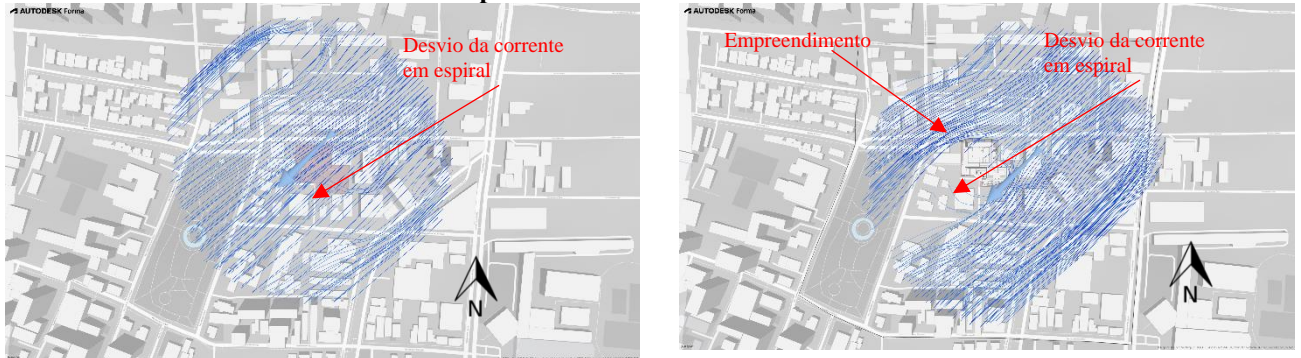 AUTODESK Forma
Desvio da corrente
em espiral
N
AUTODESK Forma
Empreendimento
Desvio da corrente
em espiral
N